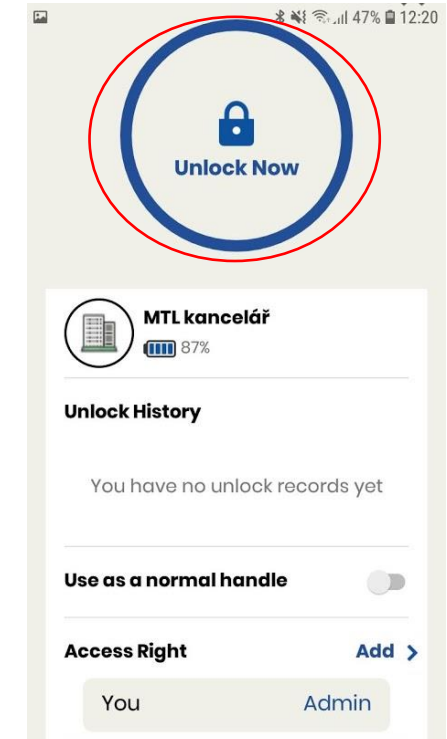 47% 12:20
Unlock Now
MTL kancelář
87%
Unlock History
You have no unlock records yet
Use as a normal handle
Access Right Add >
You Admin